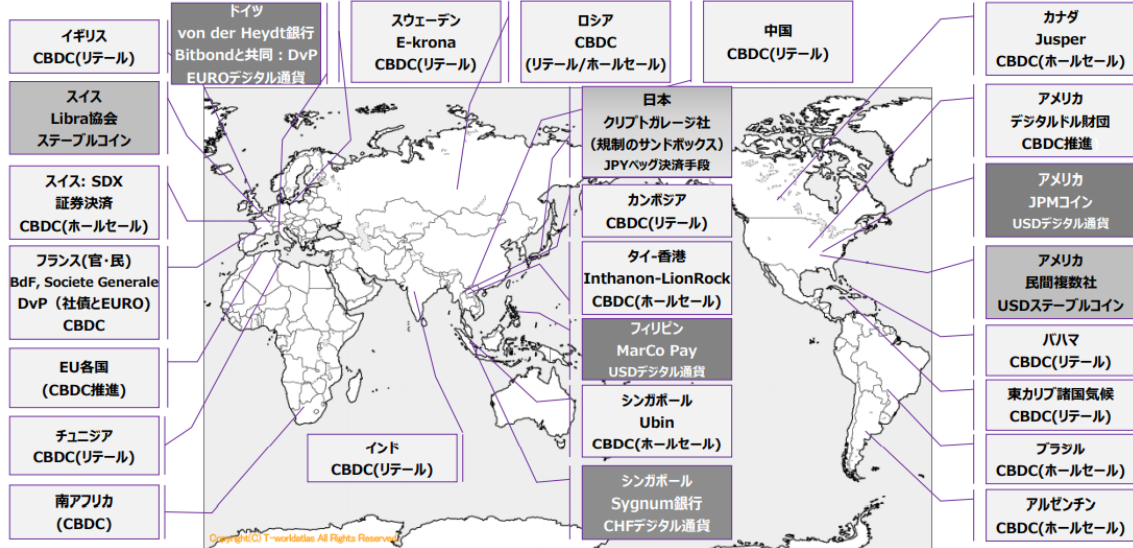 イギリス
CBDC(リテール)
ドイツ
von der Heydt銀行
Bitbondと共同：DvP
EUROデジタル通貨
スウェーデン
E-krona
CBDC(リテール)
ロシア
CBDC
(リテール/ホールセール)
中国
CBDC(リテール)
カナダ
Jusper
CBDC(ホールセール)
スイス
Libra協会
ステーブルコイン
日本
クリプトガレージ社
(規制のサンドボックス)
JPYペッグ決済手段
アメリカ
デジタルドル財団
CBDC推進
スイス: SDX
証券決済
CBDC(ホールセール)
カンボジア
CBDC(リテール)
アメリカ
JPMコイン
USDデジタル通貨
フランス(官・民)
BdF, Societe Generale
DvP（社債とEURO）
CBDC
タイ-香港
Inthanon-LionRock
CBDC(ホールセール)
アメリカ
民間複数社
USDステーブルコイン
EU各国
(CBDC推進)
フィリピン
MarCo Pay
USDデジタル通貨
バハマ
CBDC(リテール)
チュニジア
CBDC(リテール)
シンガポール
Ubin
CBDC(ホールセール)
東カリブ諸国気候
CBDC(リテール)
インド
CBDC(リテール)
ブラジル
CBDC(ホールセール)
南アフリカ
(CBDC)
シンガポール
Sygnum銀行
CHFデジタル通貨
アルゼンチン
CBDC(ホールセール)
Copyright(C) T-worldatlas All Rights Reserved